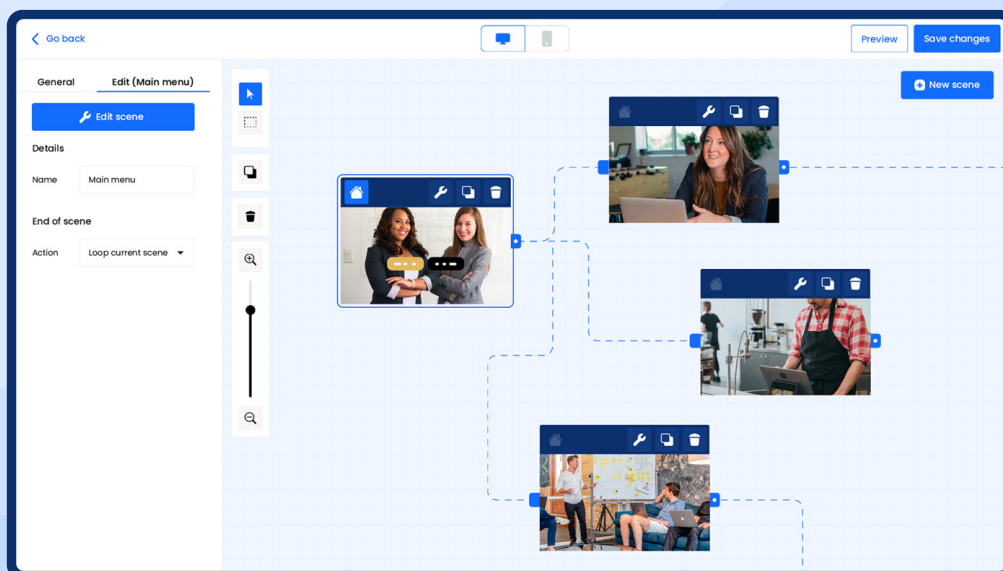 Go back
Preview
Save changes
General
Edit (Main menu)
New scene
Edit scene
Details
Name
Main menu
End of scene
Action
Loop current scene